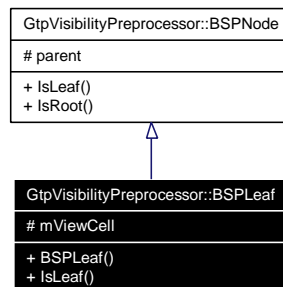 GtpVisibilityPreprocessor::BSPNode
# parent
+ IsLeaf()
+ IsRoot()
GtpVisibilityPreprocessor::BSPLeaf
# mViewCell
+ BSPLeaf()
+ IsLeaf()